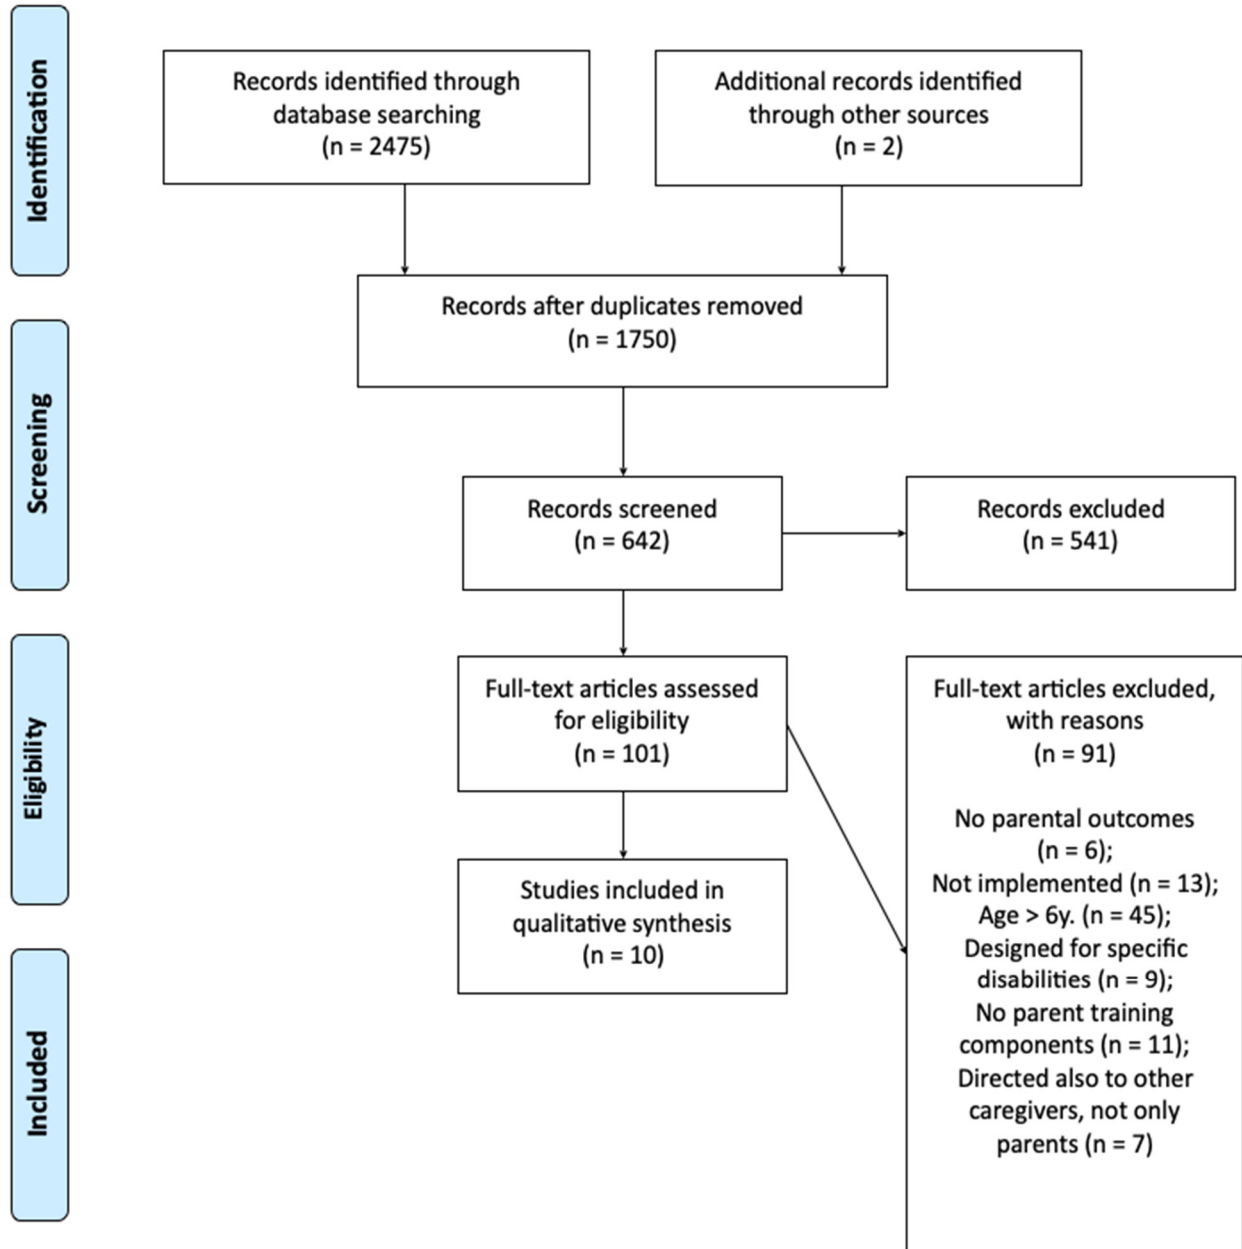 Identification
Records identified through
database searching
(n = 2475)
Additional records identified
through other sources
(n = 2)
Records after duplicates removed
(n = 1750)
Screening
Records screened
(n = 642)
Records excluded
(n = 541)
Eligibility
Full-text articles assessed
for eligibility
(n = 101)
Full-text articles excluded,
with reasons
(n = 91)
No parental outcomes
(n = 6);
Not implemented (n = 13);
Age > 6y. (n = 45);
Designed for specific
disabilities (n = 9);
No parent training
components (n = 11);
Directed also to other
caregivers, not only
parents (n = 7)
Studies included in
qualitative synthesis
(n = 10)
Included